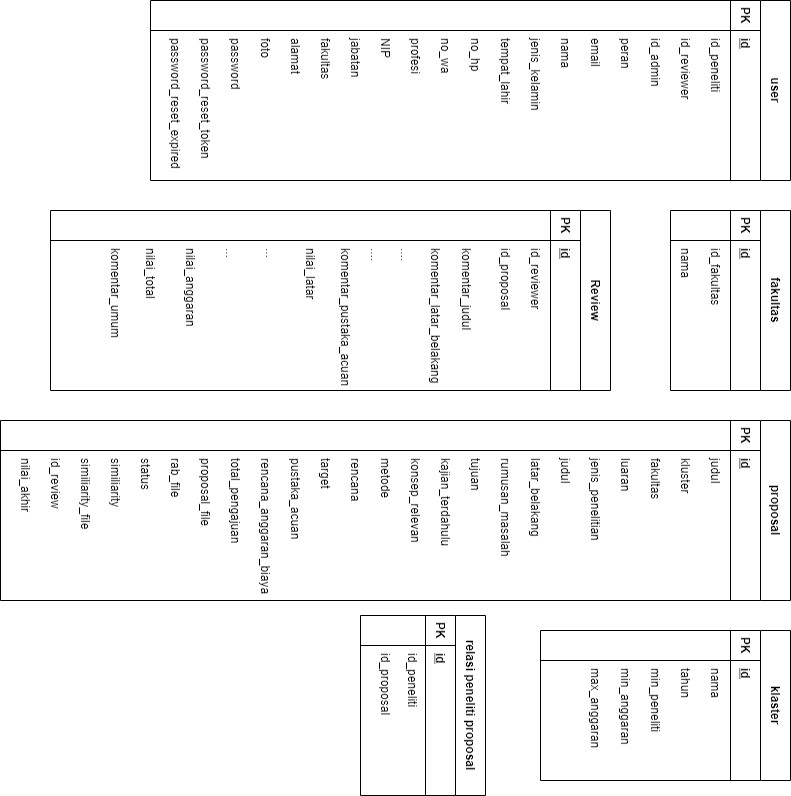 user
PK id
id_peneliti
id_reviewer
id_admin
peran
email
nama
jenis_kelamin
tempat_lahir
no_hp
no_wa
profesi
NIP
jabatan
fakultas
alamat
foto
password
password_reset_token
password_reset_expired
fakultas
PK id
id_fakultas
nama
Review
PK id
id_reviewer
id_proposal
komentar_judul
komentar_latar_belakang
....
....
komentar_pustaka_acuan
nilai_latar
...
...
nilai_anggaran
nilai_total
komentar_umum
proposal
PK id
judul
kluster
fakultas
luaran
jenis_penelitian
judul
latar_belakang
rumusan_masalah
tujuan
kajian_terdahulu
konsep_relevan
metode
rencana
target
pustaka_acuan
rencana_anggaran_biaya
total_pengajuan
proposal_file
rab_file
status
similiarity
similiarity_file
id_review
nilai_akhir
klaster
PK id
nama
tahun
min_peneliti
min_anggaran
max_anggaran
relasi peneliti proposal
PK id
id_peneliti
id_proposal